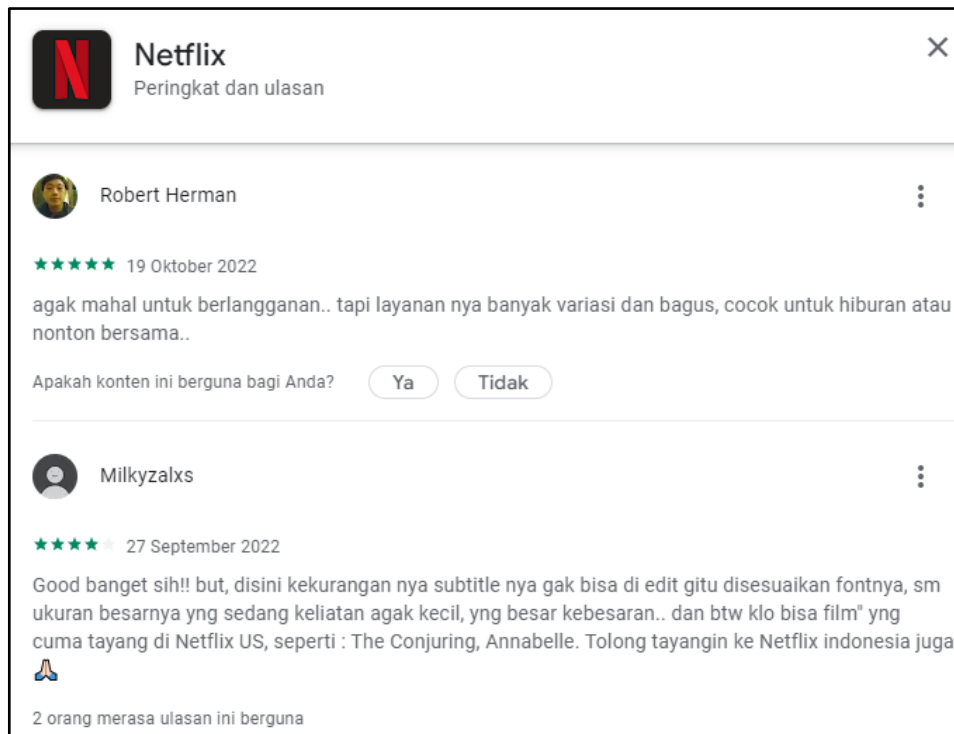 Netflix
Peringkat dan ulasan
Robert Herman
19 Oktober 2022
agak mahal untuk berlangganan.. tapi layanan nya banyak variasi dan bagus, cocok untuk hiburan atau
nonton bersama..
Apakah konten ini berguna bagi Anda? Ya Tidak
Milkyzalxs
27 September 2022
Good banget sih!! but, disini kekurangan nya subtitle nya gak bisa di edit gitu disesuaikan fontnya, sm
ukuran besarnya yng sedang keliatan agak kecil, yng besar kebesaran.. dan btw klo bisa film" yng
cuma tayang di Netflix US, seperti : The Conjuring, Annabelle. Tolong tayangin ke Netflix indonesia juga
🙏🏻
2 orang merasa ulasan ini berguna